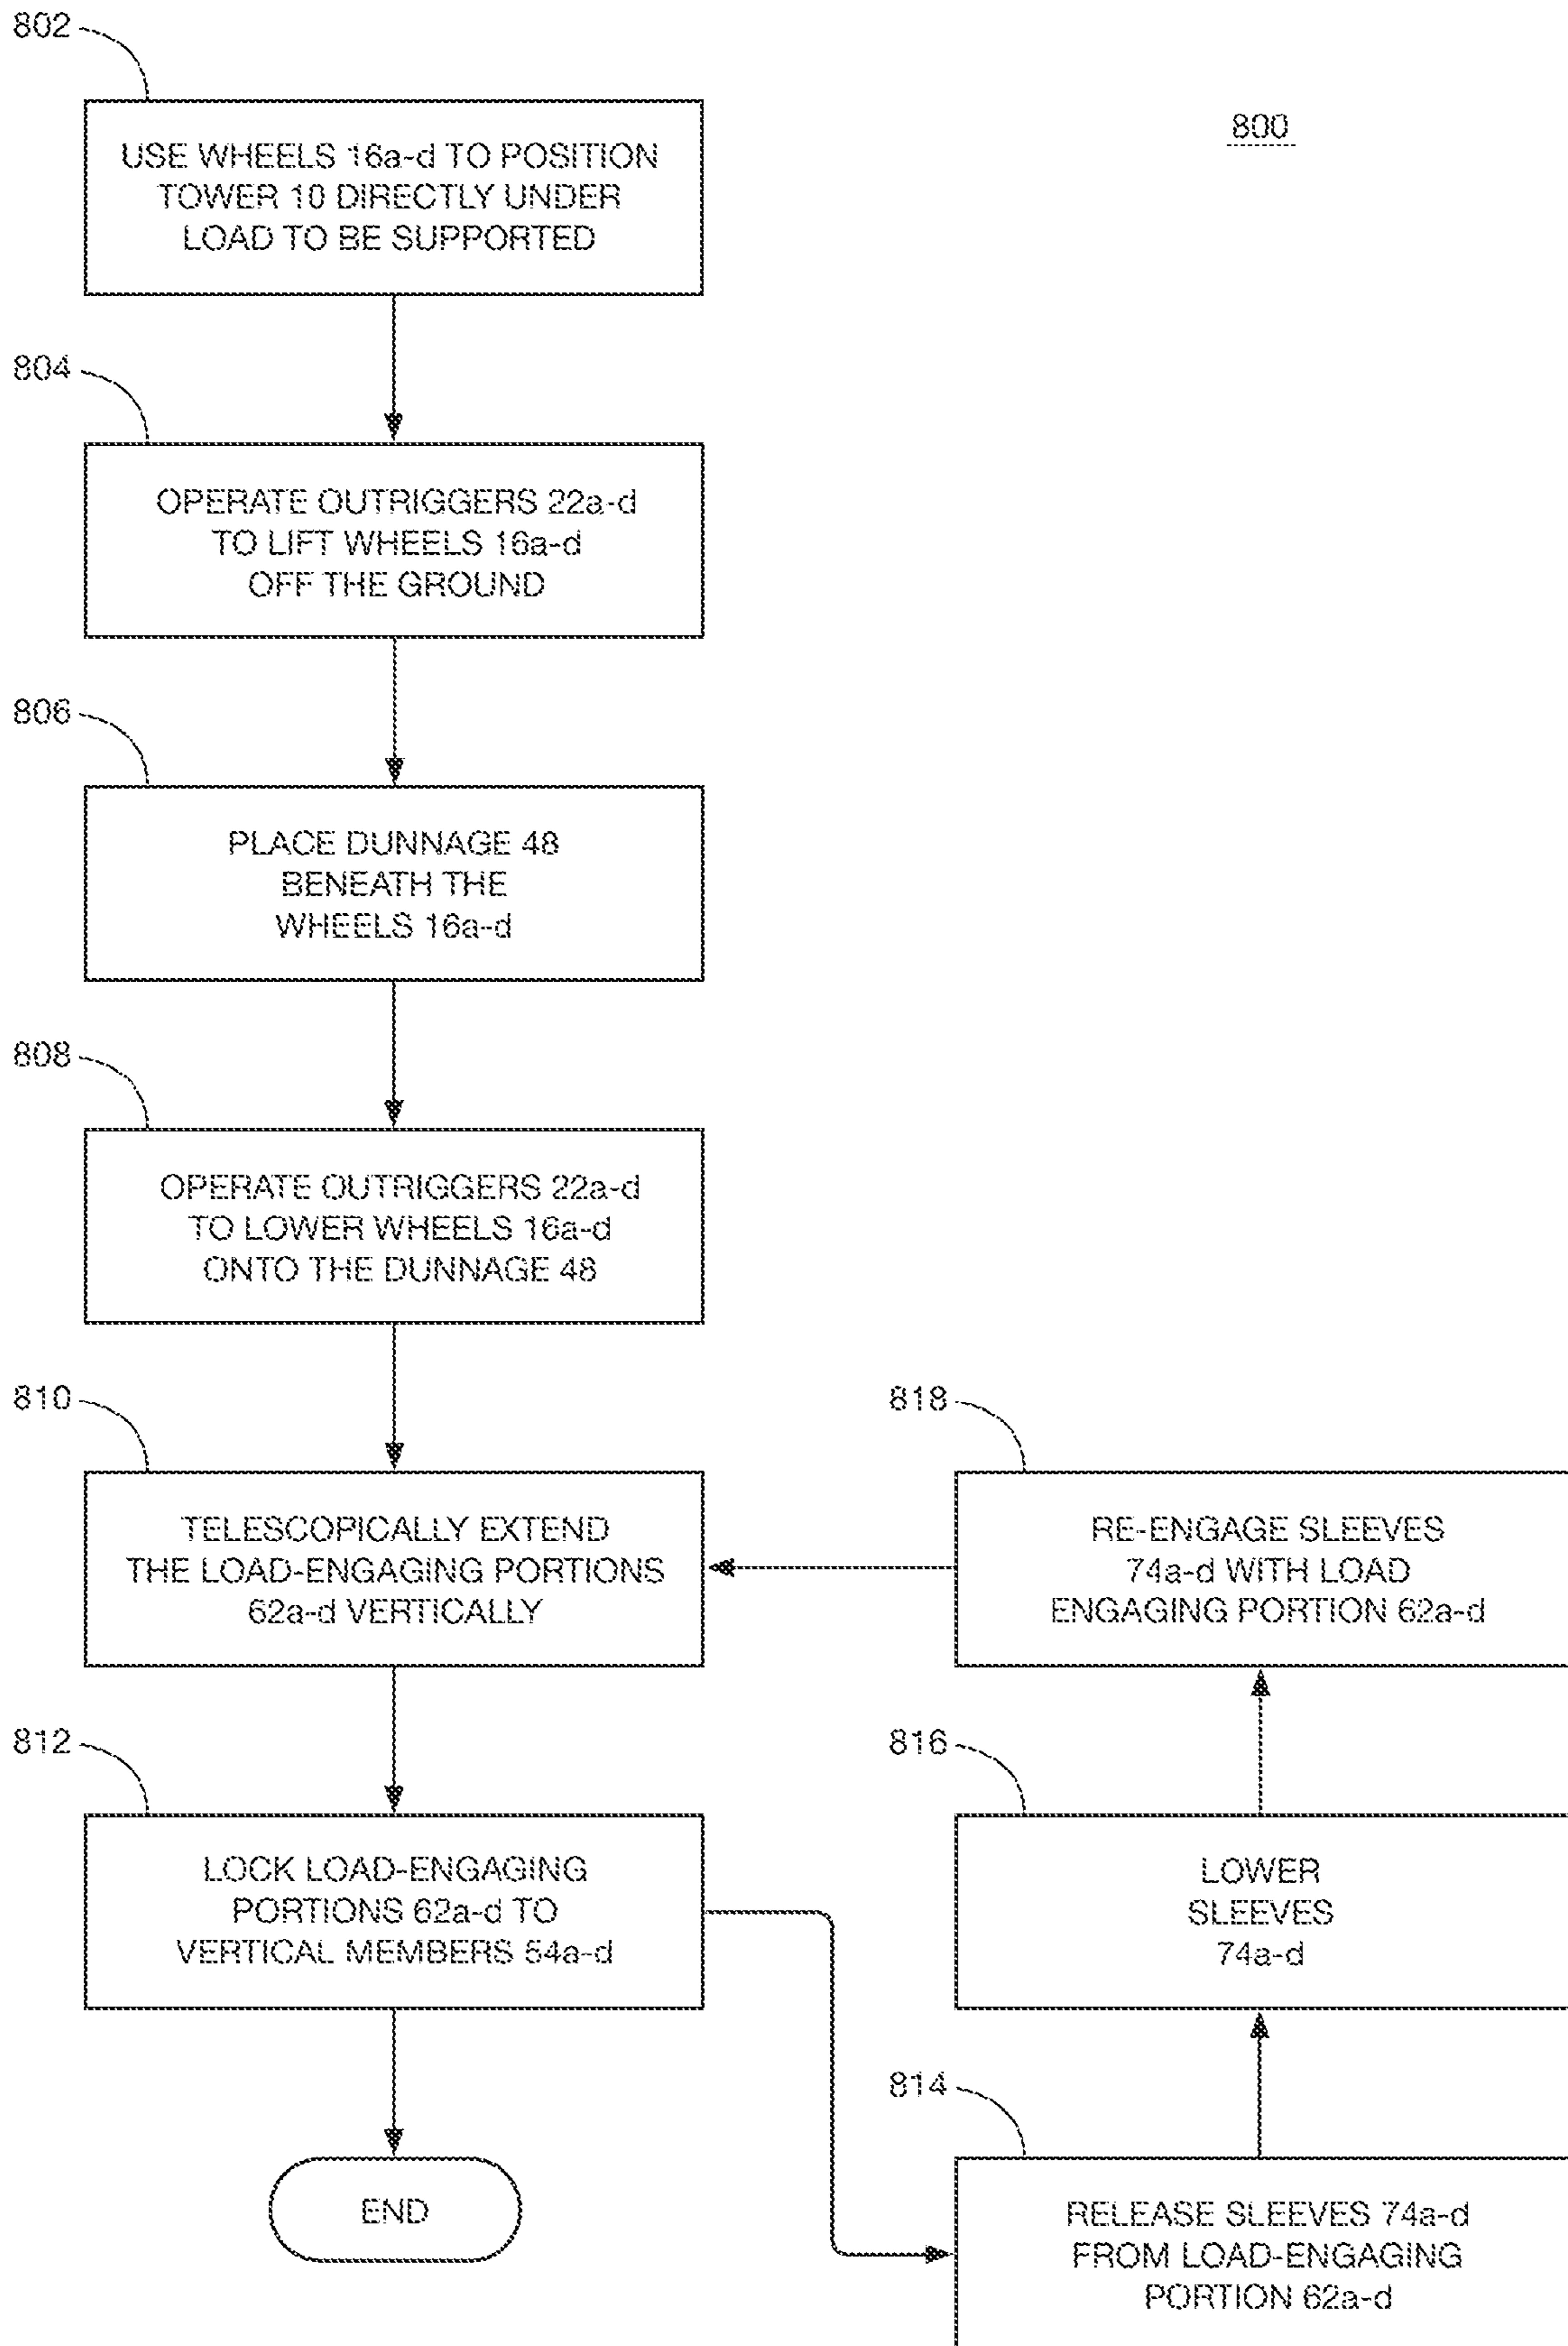 802
800
USE WHEELS 16a-d TO POSITION
TOWER 10 DIRECTLY UNDER
LOAD TO BE SUPPORTED
804
OPERATE OUTRIGGERS 22a-d
TO LIFT WHEELS 16a-d
OFF THE GROUND
806
PLACE DUNNAGE 48
BENEATH THE
WHEELS 16a-d
808
OPERATE OUTRIGGERS 22a-d
TO LOWER WHEELS 16a-d
ONTO THE DUNNAGE 48
810
TELESCOPICALLY EXTEND
THE LOAD-ENGAGING PORTIONS
62a-d VERTICALLY
812
LOCK LOAD-ENGAGING
PORTIONS 62a-d TO
VERTICAL MEMBERS 54a-d
END
818
RE-ENGAGE SLEEVES
74a-d WITH LOAD
ENGAGING PORTION 62a-d
816
LOWER
SLEEVES
74a-d
814
RELEASE SLEEVES 74a-d
FROM LOAD-ENGAGING
PORTION 62a-d